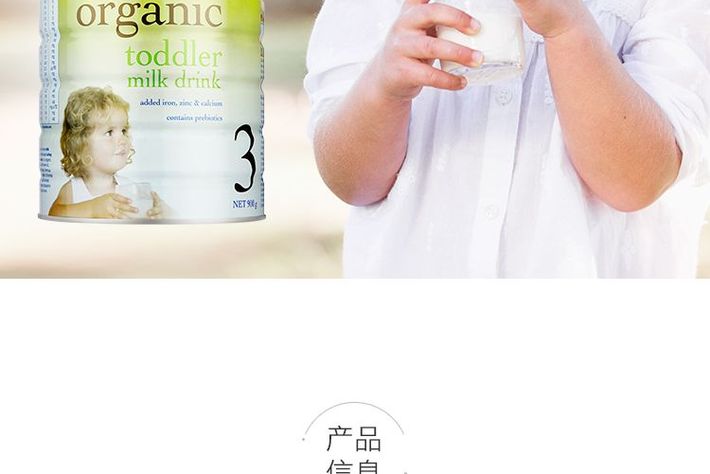 organic
toddler
milk drink
added iron, zinc & calcium
contains prebiotics
3
NET 900g
产品
信息